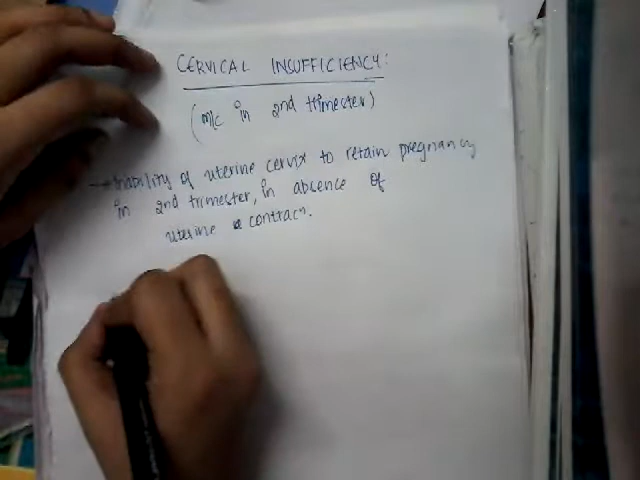 CERVICAL INSUFFICIENCY:
(m/c in 2nd trimester)
→ Inability of uterine cervix to retain pregnancy
in 2nd trimester, in absence of
uterine contracn.